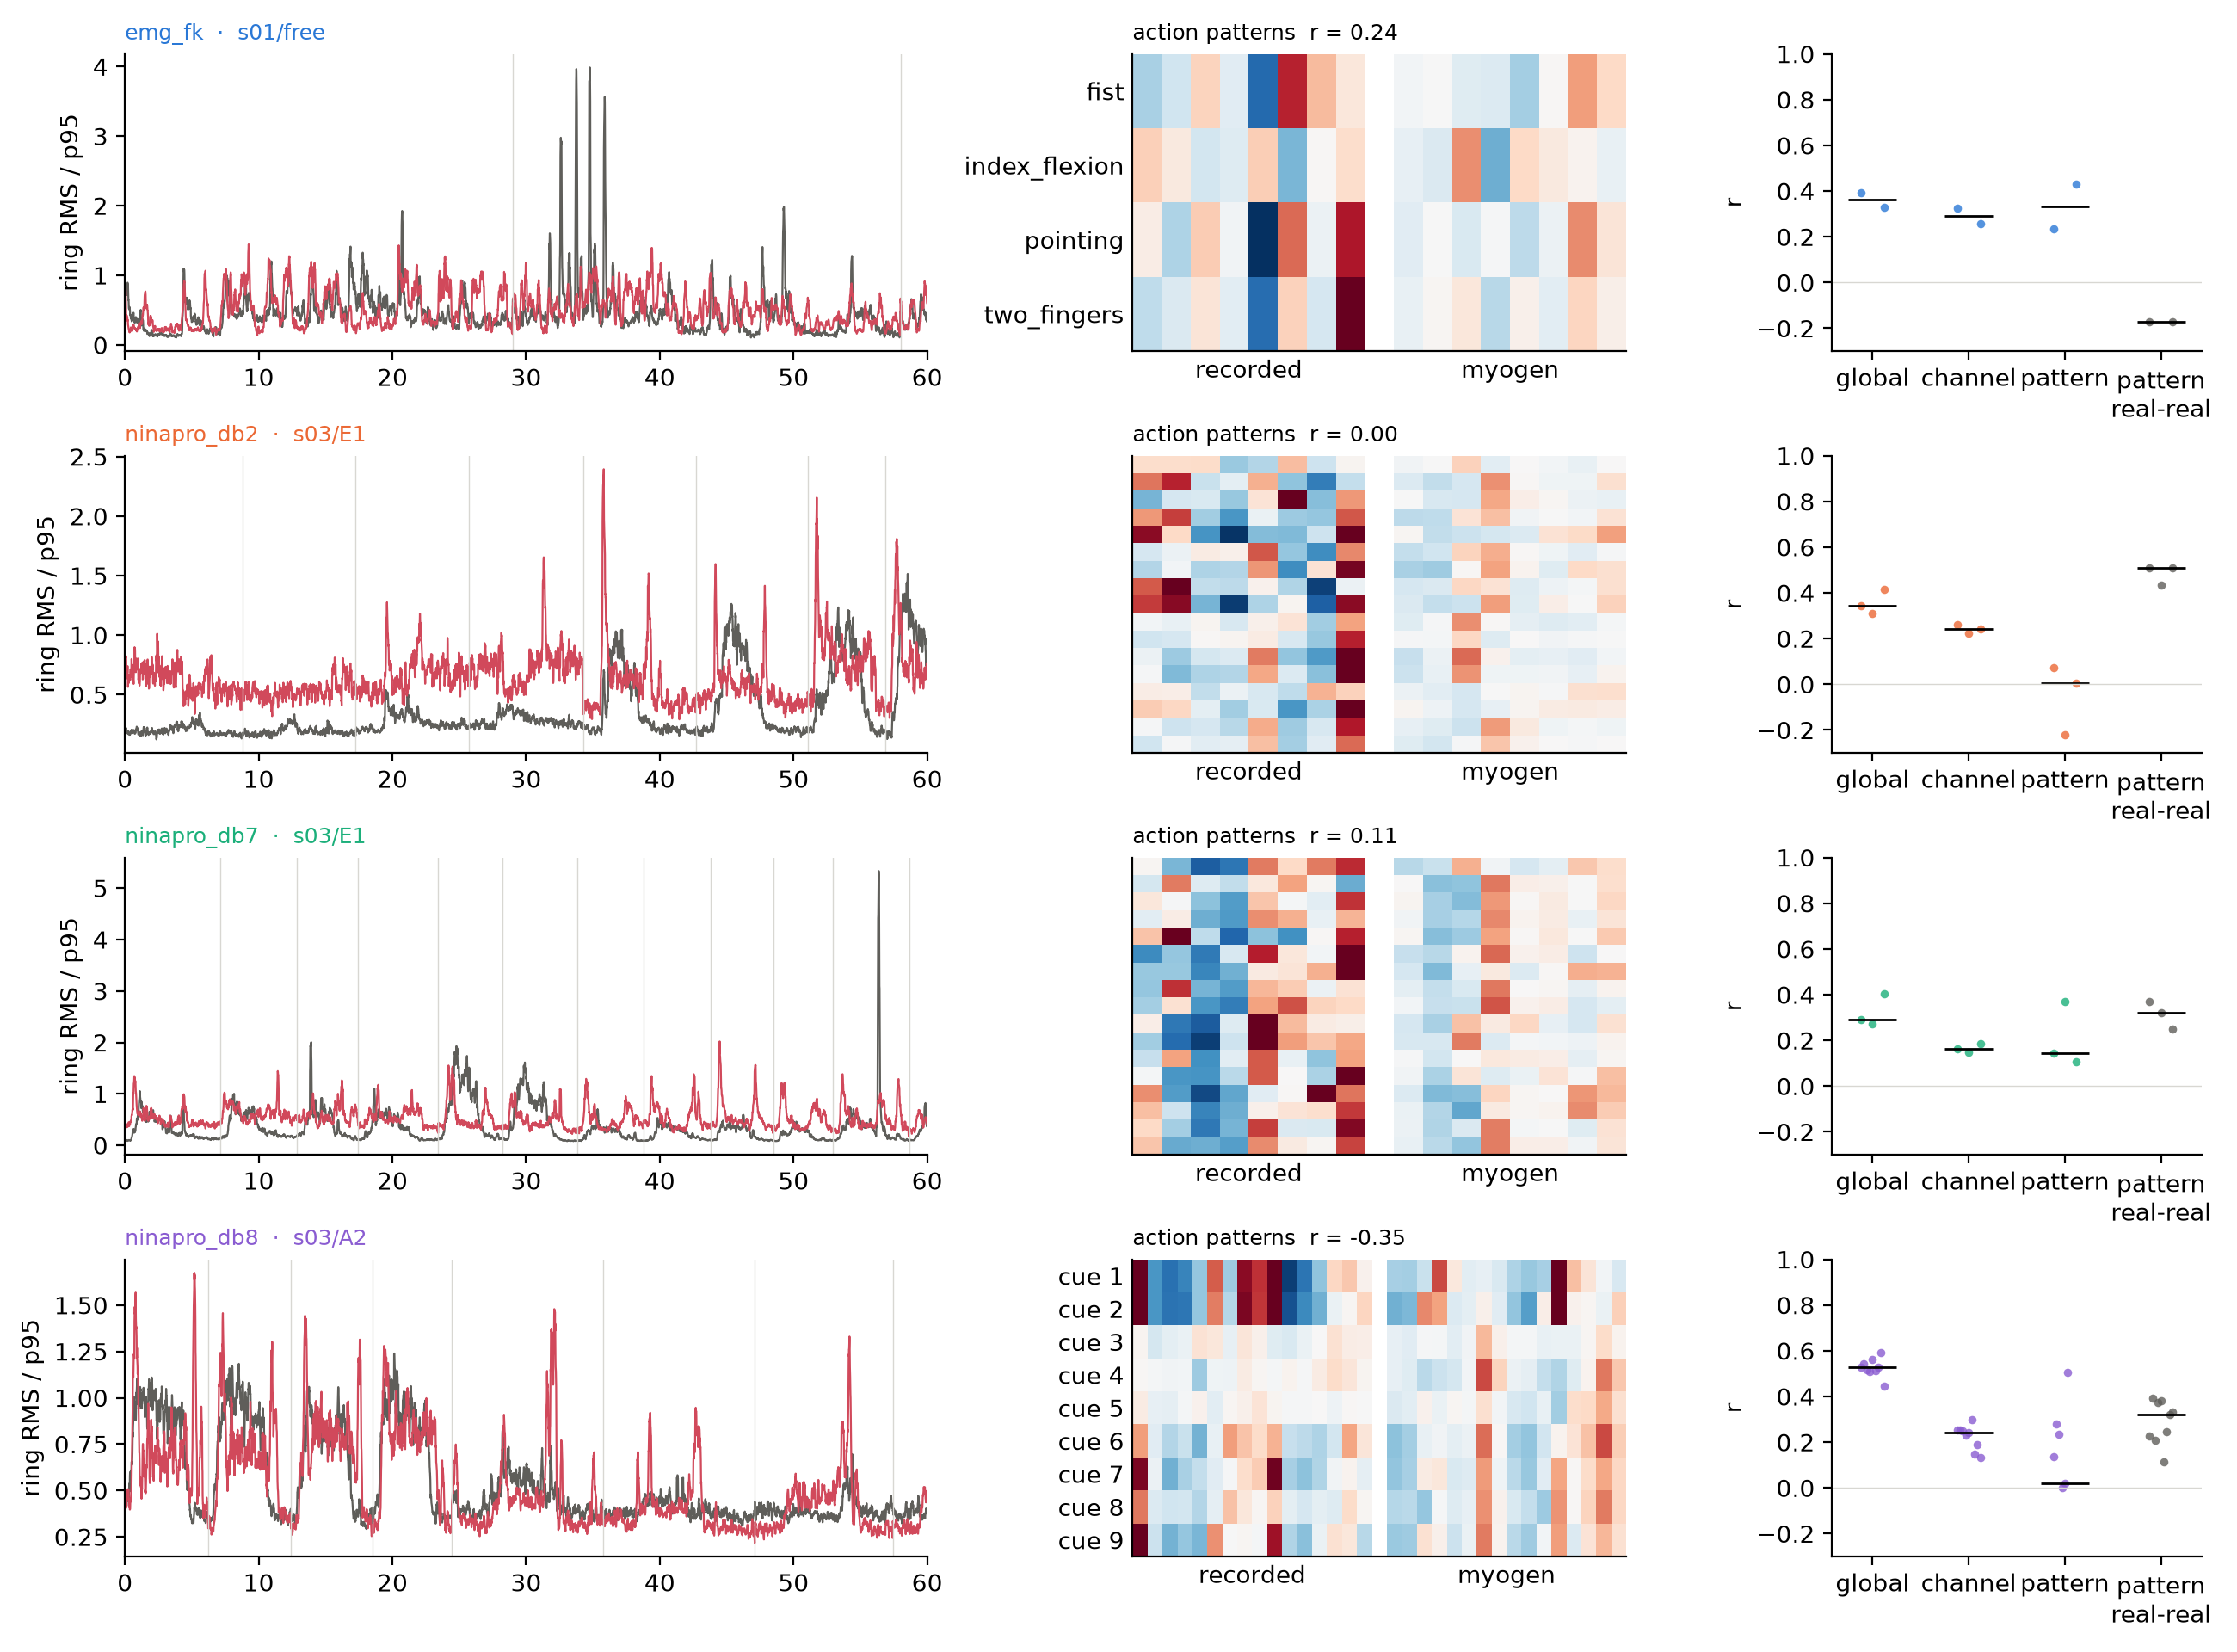 emg_fk · s01/free
4
3
2
1
0
ring RMS / p95
0 10 20 30 40 50 60
action patterns r = 0.24
fist
index_flexion
pointing
two_fingers
recorded myogen
1.0
0.8
0.6
0.4
0.2
0.0
−0.2
r
global channel pattern pattern
real-real
ninapro_db2 · s03/E1
2.5
2.0
1.5
1.0
0.5
ring RMS / p95
0 10 20 30 40 50 60
action patterns r = 0.00
recorded myogen
1.0
0.8
0.6
0.4
0.2
0.0
−0.2
r
global channel pattern pattern
real-real
ninapro_db7 · s03/E1
5
4
3
2
1
0
ring RMS / p95
0 10 20 30 40 50 60
action patterns r = 0.11
recorded myogen
1.0
0.8
0.6
0.4
0.2
0.0
−0.2
r
global channel pattern pattern
real-real
ninapro_db8 · s03/A2
1.50
1.25
1.00
0.75
0.50
0.25
ring RMS / p95
0 10 20 30 40 50 60
action patterns r = -0.35
cue 1
cue 2
cue 3
cue 4
cue 5
cue 6
cue 7
cue 8
cue 9
recorded myogen
1.0
0.8
0.6
0.4
0.2
0.0
−0.2
r
global channel pattern pattern
real-real